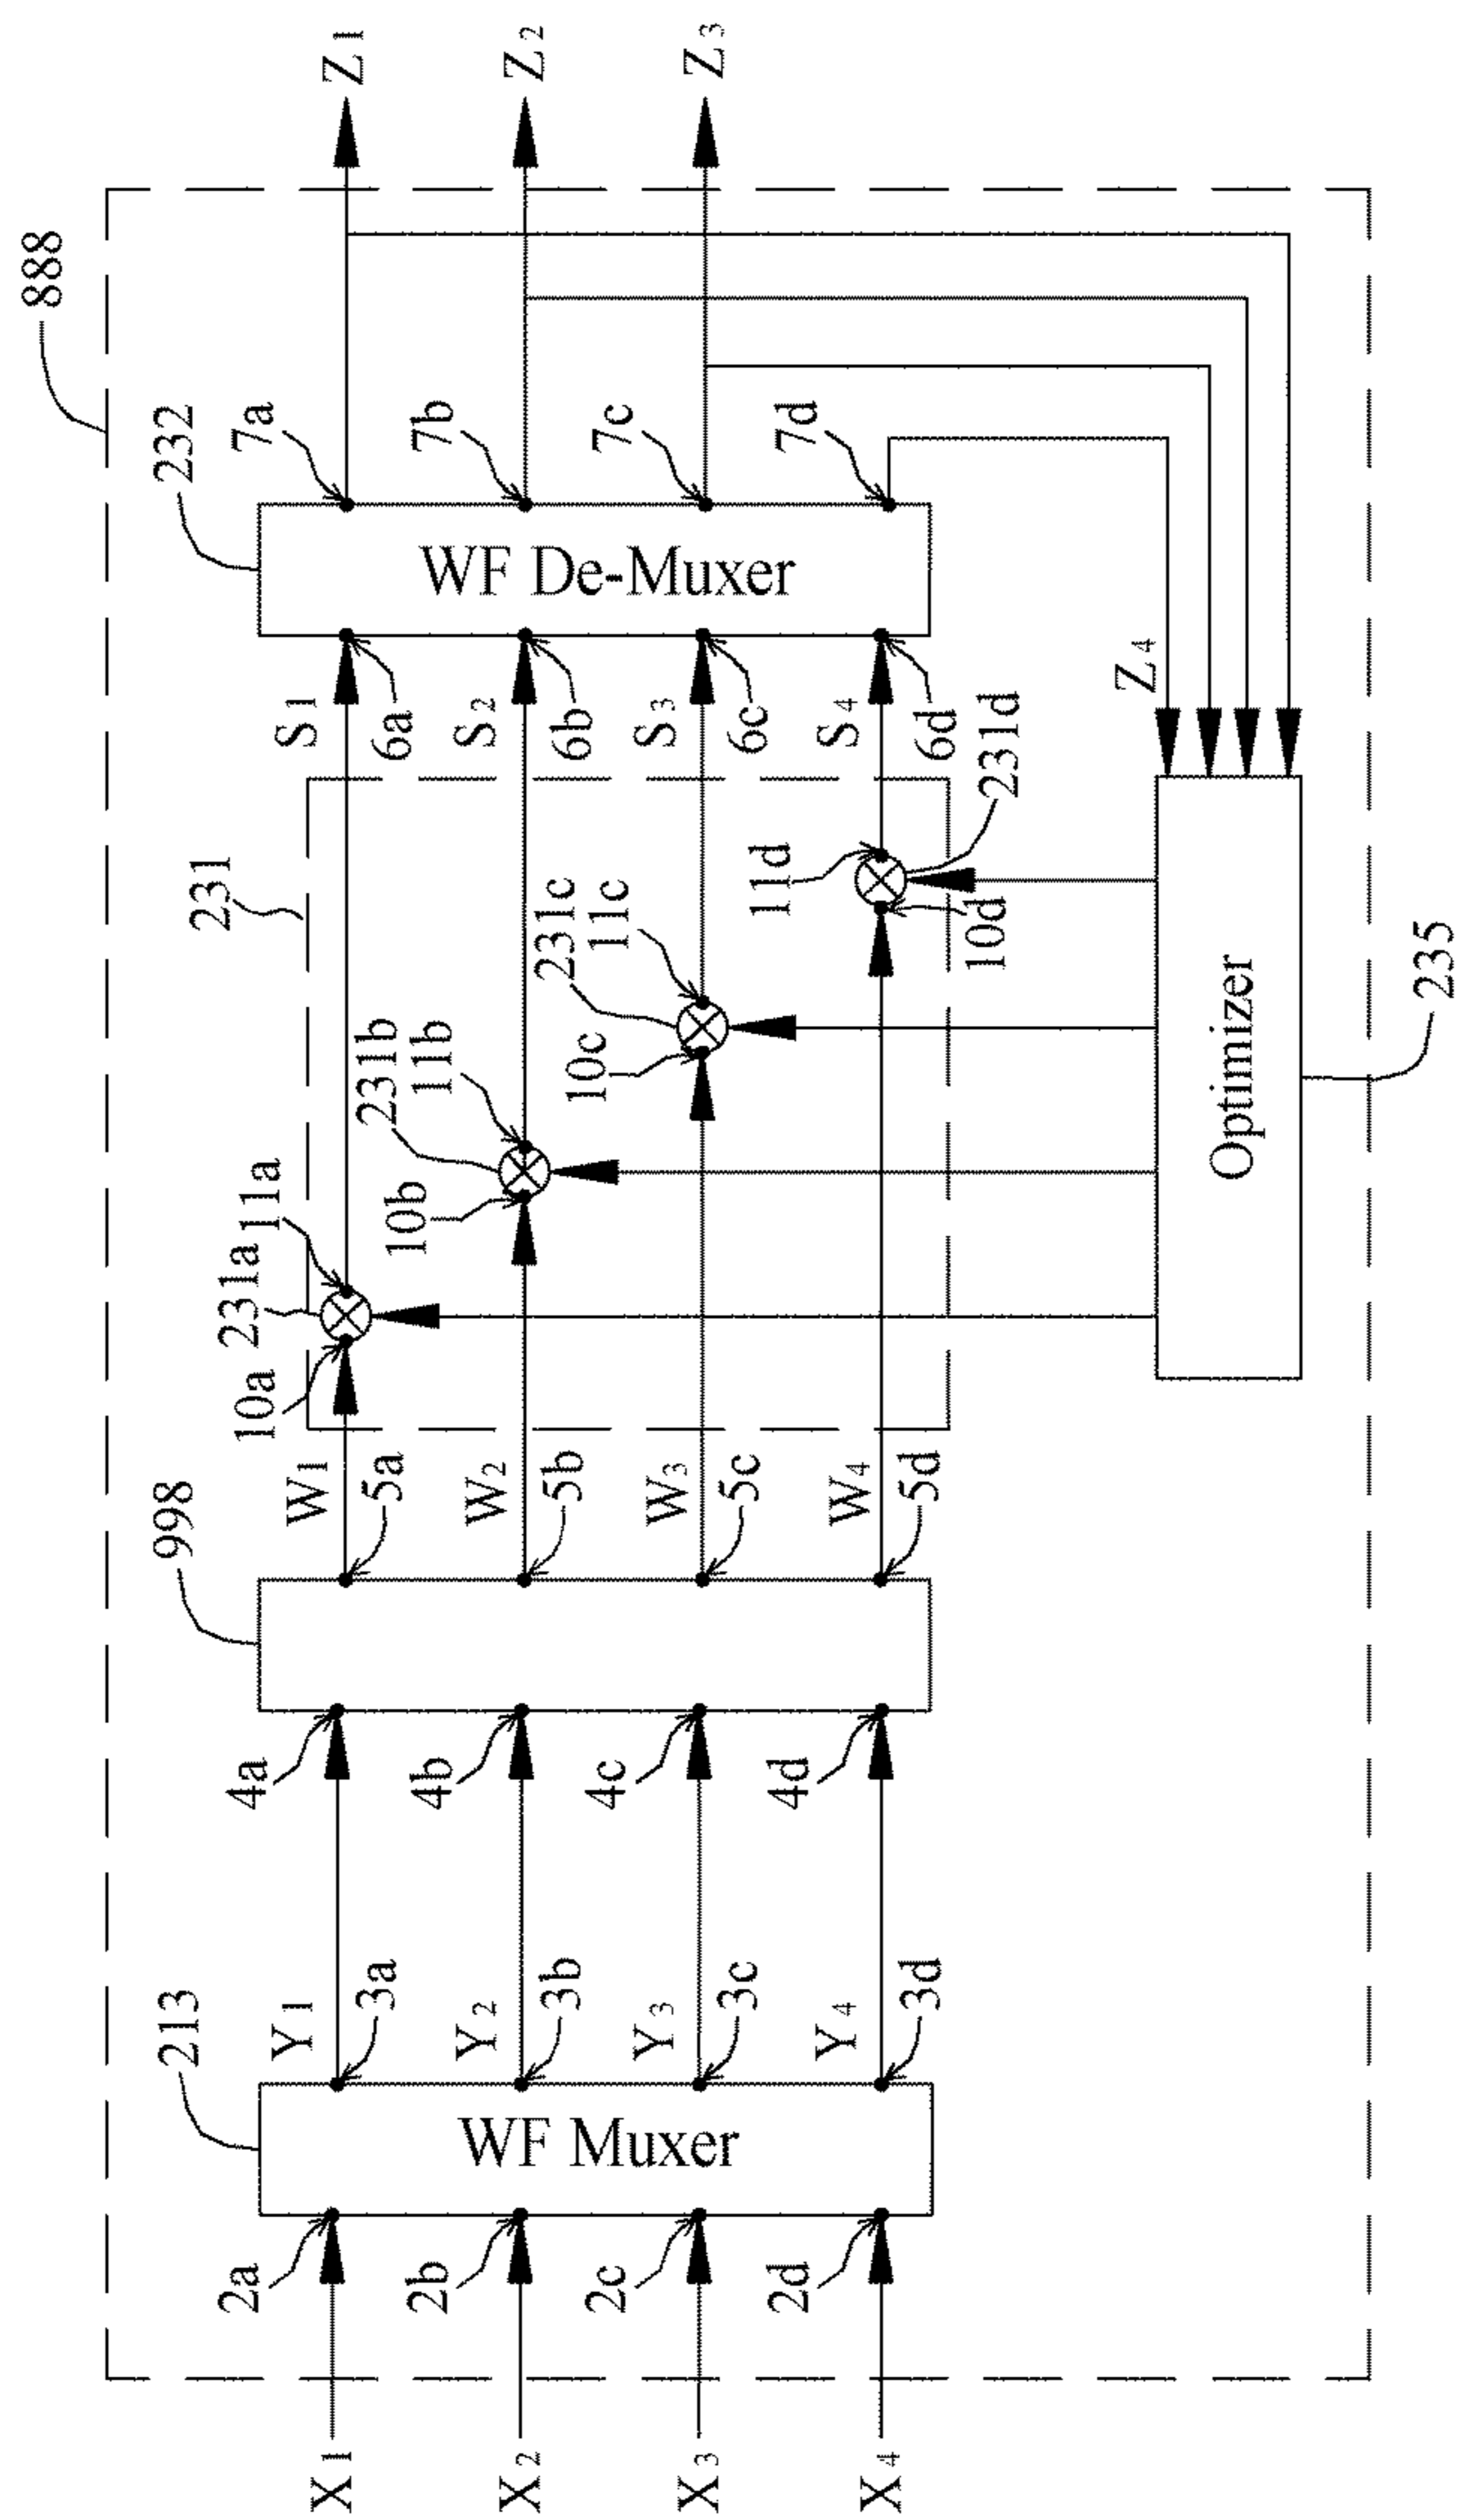 888
232
7a
7b
7c
7d
Z1
Z2
Z3
WF De-Muxer
S1
S2
S3
S4
6a
6b
6c
6d
Z4
231
231a
11a
10a
231b
11b
10b
231c
11c
10c
231d
11d
10d
Optimizer
235
998
W1
W2
W3
W4
5a
5b
5c
5d
4a
4b
4c
4d
213
Y1
Y2
Y3
Y4
3a
3b
3c
3d
WF Muxer
2a
2b
2c
2d
X1
X2
X3
X4